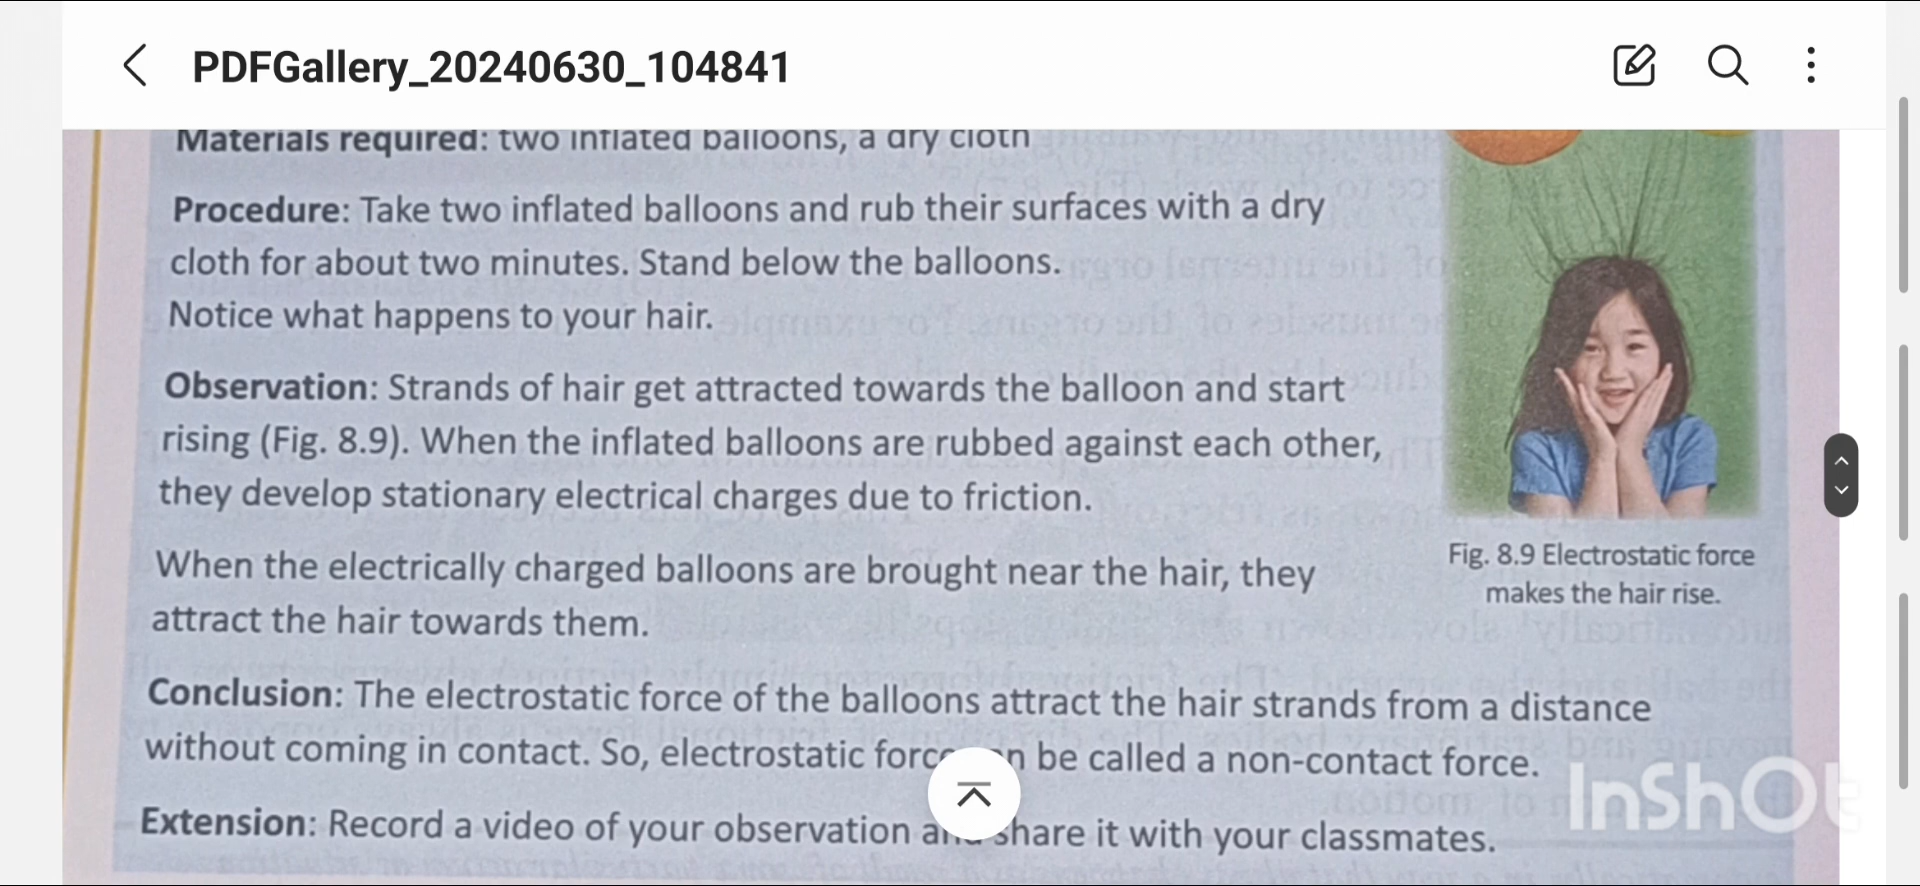 PDFGallery_20240630_104841
Materials required: two inflated balloons, a dry cloth
Procedure: Take two inflated balloons and rub their surfaces with a dry
cloth for about two minutes. Stand below the balloons.
Notice what happens to your hair.
Observation: Strands of hair get attracted towards the balloon and start
rising (Fig. 8.9). When the inflated balloons are rubbed against each other,
they develop stationary electrical charges due to friction.
When the electrically charged balloons are brought near the hair, they
attract the hair towards them.
Fig. 8.9 Electrostatic force
makes the hair rise.
Conclusion: The electrostatic force of the balloons attract the hair strands from a distance
without coming in contact. So, electrostatic force be called a non-contact force.
Extension: Record a video of your observation and share it with your classmates.
InShOt